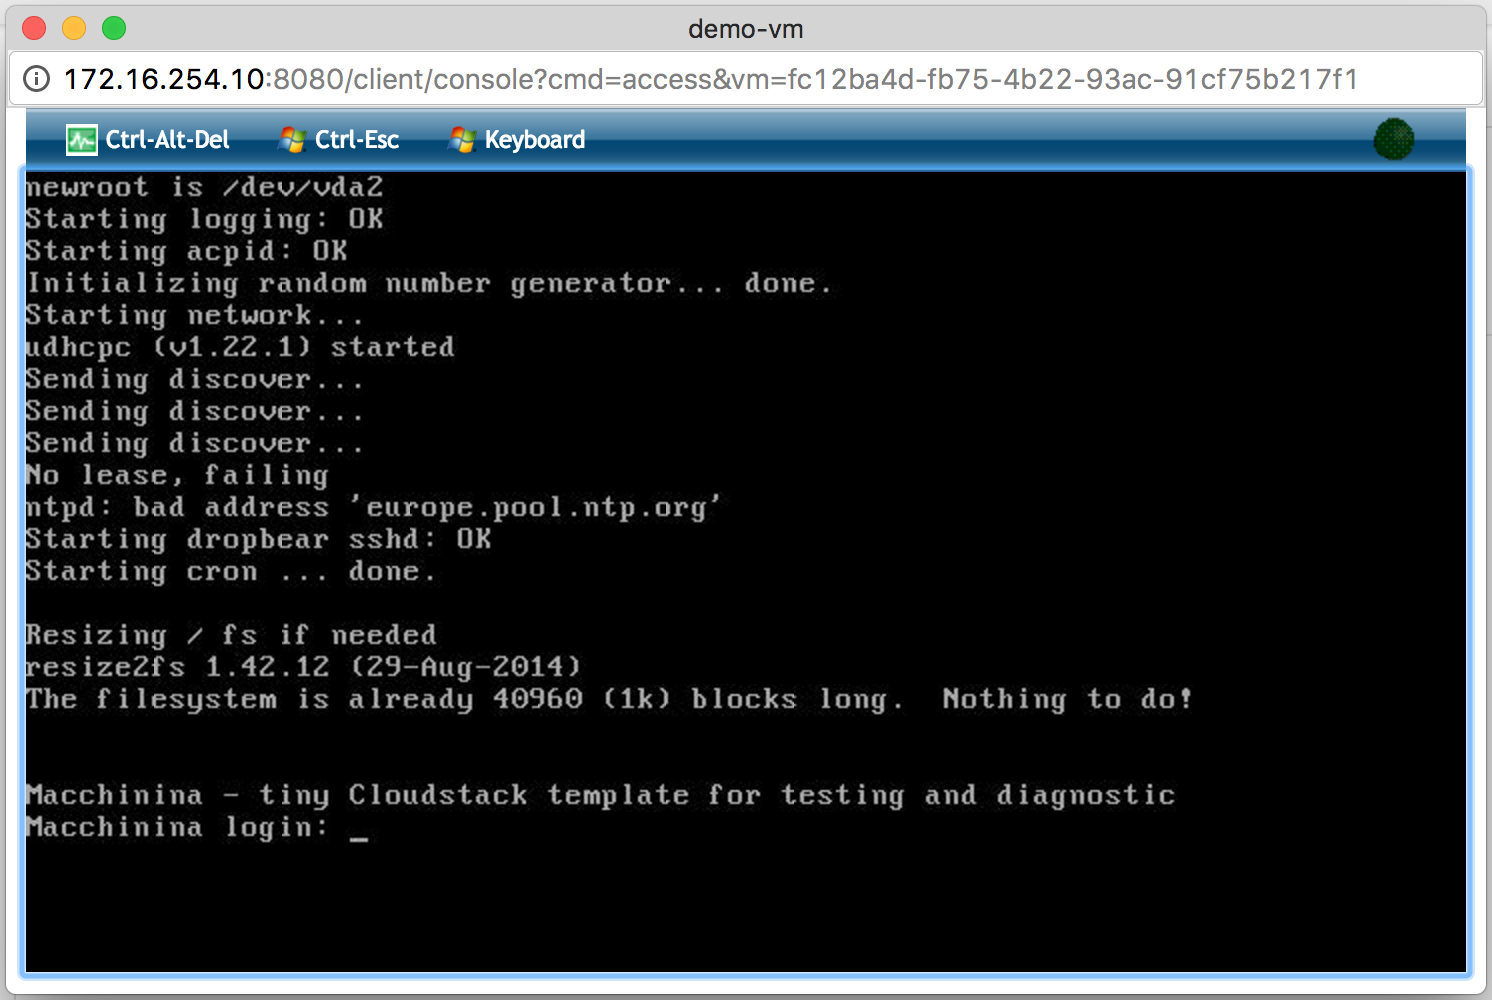 demo-vm
172.16.254.10:8080/client/console?cmd=access&vm=fc12ba4d-fb75-4b22-93ac-91cf75b217f1
Ctrl-Alt-Del Ctrl-Esc Keyboard
newroot is /dev/vda2
Starting logging: OK
Starting acpid: OK
Initializing random number generator... done.
Starting network...
udhcpc (v1.22.1) started
Sending discover...
Sending discover...
Sending discover...
No lease, failing
ntpd: bad address 'europe.pool.ntp.org'
Starting dropbear sshd: OK
Starting cron ... done.
Resizing / fs if needed
resize2fs 1.42.12 (29-Aug-2014)
The filesystem is already 40960 (1k) blocks long.  Nothing to do!
Macchinina - tiny Cloudstack template for testing and diagnostic
Macchinina login: _